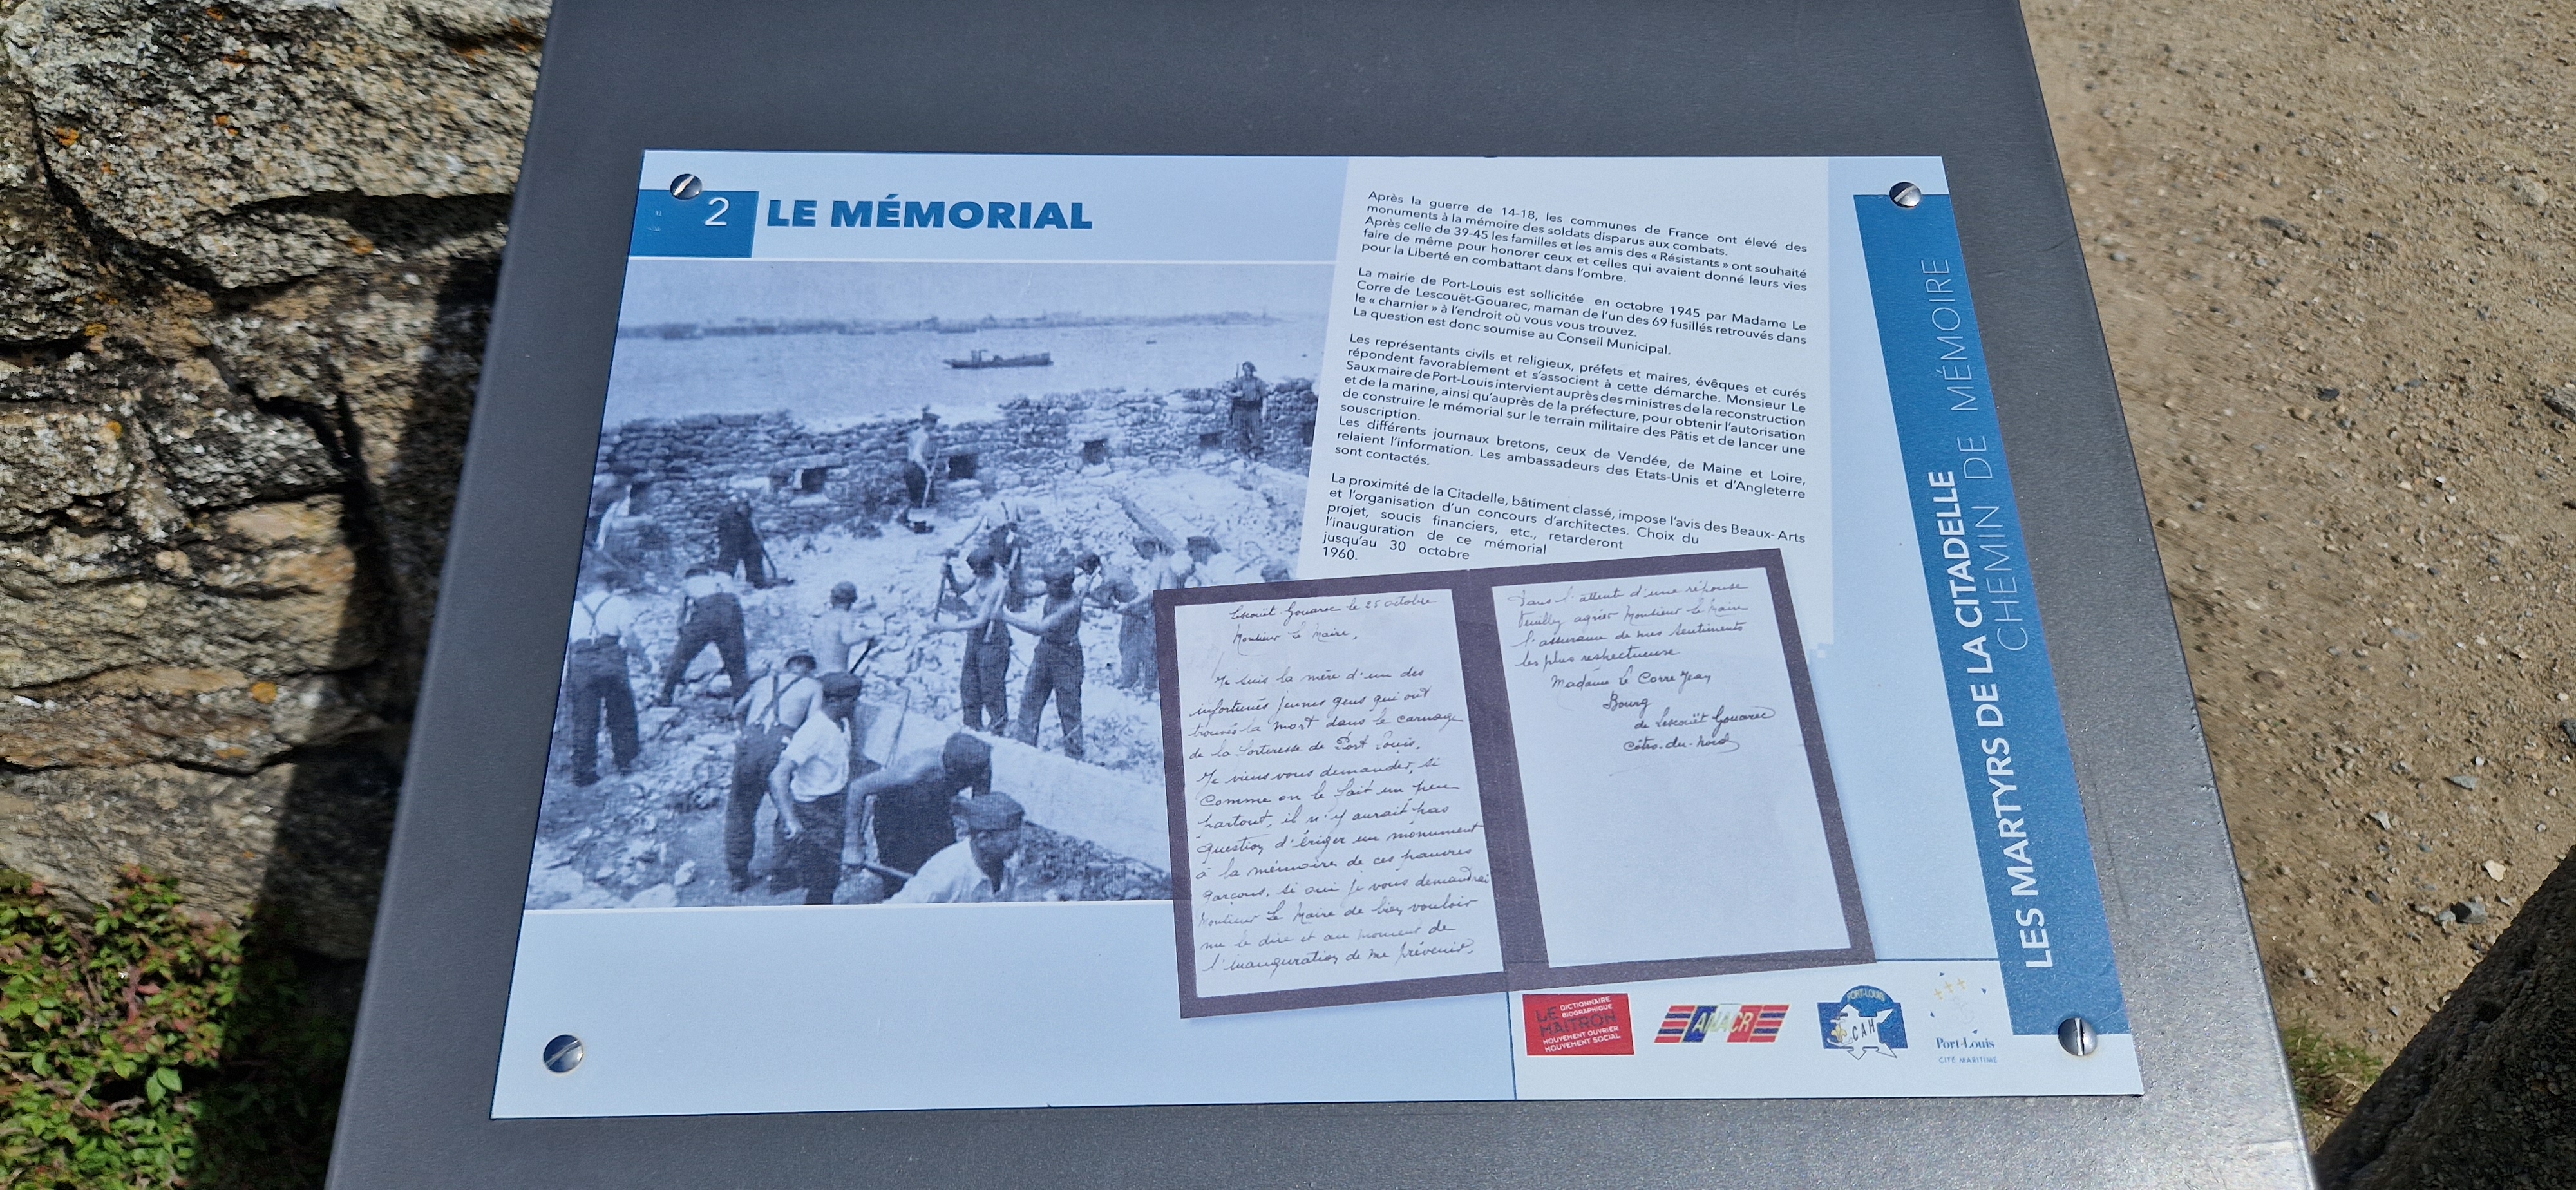 2
LE MÉMORIAL
Après la guerre de 14-18, les communes de France ont élevé des
monuments à la mémoire des soldats disparus aux combats.
Après celle de 39-45 les familles et les amis des « Résistants » ont souhaité
faire de même pour honorer ceux et celles qui avaient donné leurs vies
pour la Liberté en combattant dans l'ombre.
La mairie de Port-Louis est sollicitée en octobre 1945 par Madame Le
Corre de Lescouët-Gouarec, maman de l'un des 69 fusillés retrouvés dans
le « charnier » à l'endroit où vous vous trouvez.
La question est donc soumise au Conseil Municipal.
Les représentants civils et religieux, préfets et maires, évêques et curés
répondent favorablement et s'associent à cette démarche. Monsieur Le
Saux maire de Port-Louis intervient auprès des ministres de la reconstruction
et de la marine, ainsi qu'auprès de la préfecture, pour obtenir l'autorisation
de construire le mémorial sur le terrain militaire des Pâtis et de lancer une
souscription.
Les différents journaux bretons, ceux de Vendée, de Maine et Loire,
relaient l'information. Les ambassadeurs des Etats-Unis et d'Angleterre
sont contactés.
La proximité de la Citadelle, bâtiment classé, impose l'avis des Beaux-Arts
et l'organisation d'un concours d'architectes. Choix du
projet, soucis financiers, etc., retarderont
l'inauguration de ce mémorial
jusqu'au 30 octobre
1960.
Lescouët Gouarec le 25 octobre
Monsieur Le Maire,
Je suis la mère d'un des
infortunés jeunes gens qui ont
trouvés la mort dans le carnage
de la forteresse de Port Louis.
Je viens vous demander, si
comme on le fait un peu
partout, il n'y aurait pas
question d'ériger un monument
à la mémoire de ces pauvres
garçons, si oui je vous demandrai
Monsieur Le Maire de bien vouloir
me le dire et au moment de
l'inauguration de me prévenir.
Dans l'attent d'une réponse
Veuillez agréer Monsieur Le Maire
l'assurance de mes sentiments
les plus respectueuse
Madame Le Corre Jean
Bourg
de Lescouët Gouarec
Côtes-du-Nord
LES MARTYRS DE LA CITADELLE
CHEMIN DE MÉMOIRE
LE MAITRON
DICTIONNAIRE
BIOGRAPHIQUE
MOUVEMENT OUVRIER
MOUVEMENT SOCIAL
ANACR
PORT-LOUIS
CAH
Port-Louis
CITÉ MARITIME